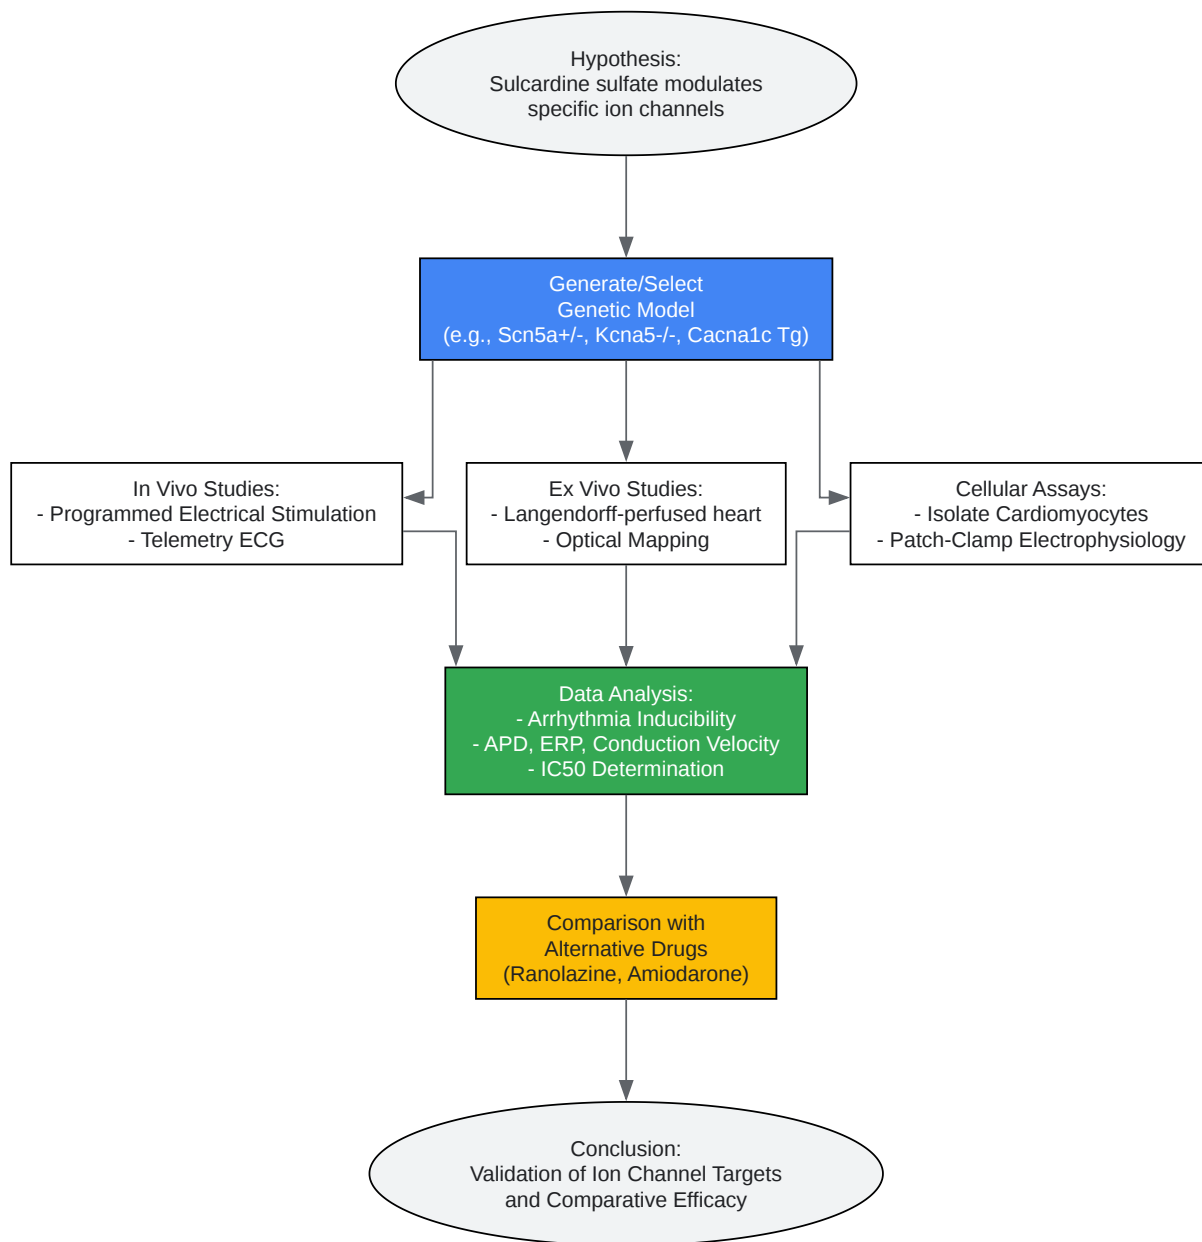 Hypothesis:
Sulcardine sulfate modulates
specific ion channels
Generate/Select
Genetic Model
(e.g., Scn5a+/-, Kcna5-/-, Cacna1c Tg)
In Vivo Studies:
- Programmed Electrical Stimulation
- Telemetry ECG
Ex Vivo Studies:
- Langendorff-perfused heart
- Optical Mapping
Cellular Assays:
- Isolate Cardiomyocytes
- Patch-Clamp Electrophysiology
Data Analysis:
- Arrhythmia Inducibility
- APD, ERP, Conduction Velocity
- IC50 Determination
Comparison with
Alternative Drugs
(Ranolazine, Amiodarone)
Conclusion:
Validation of Ion Channel Targets
and Comparative Efficacy